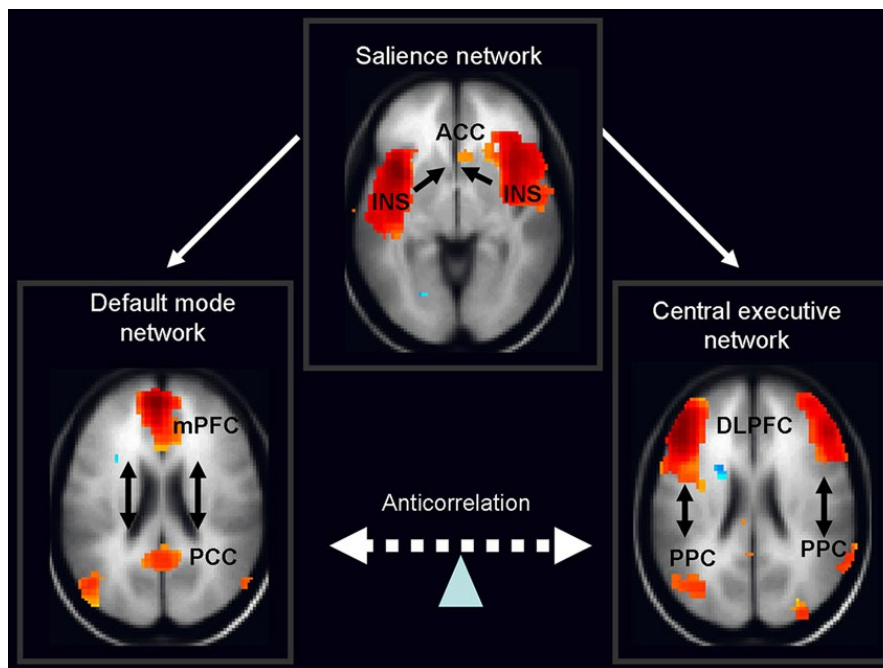 Salience network
ACC
INS
INS
Default mode
network
mPFC
PCC
Anticorrelation
Central executive
network
DLPFC
PPC
PPC